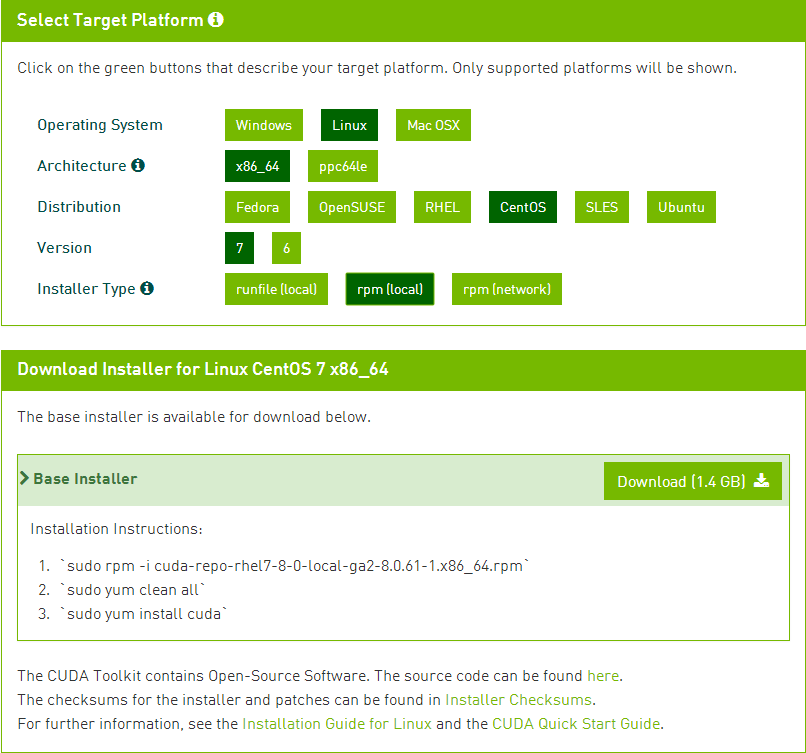 Select Target Platform
Click on the green buttons that describe your target platform. Only supported platforms will be shown.
Operating System Windows Linux Mac OSX
Architecture x86_64 ppc64le
Distribution Fedora OpenSUSE RHEL CentOS SLES Ubuntu
Version 7 6
Installer Type runfile (local) rpm (local) rpm (network)
Download Installer for Linux CentOS 7 x86_64
The base installer is available for download below.
Base Installer Download (1.4 GB)
Installation Instructions:
1. `sudo rpm -i cuda-repo-rhel7-8-0-local-ga2-8.0.61-1.x86_64.rpm`
2. `sudo yum clean all`
3. `sudo yum install cuda`
The CUDA Toolkit contains Open-Source Software. The source code can be found here.
The checksums for the installer and patches can be found in Installer Checksums.
For further information, see the Installation Guide for Linux and the CUDA Quick Start Guide.